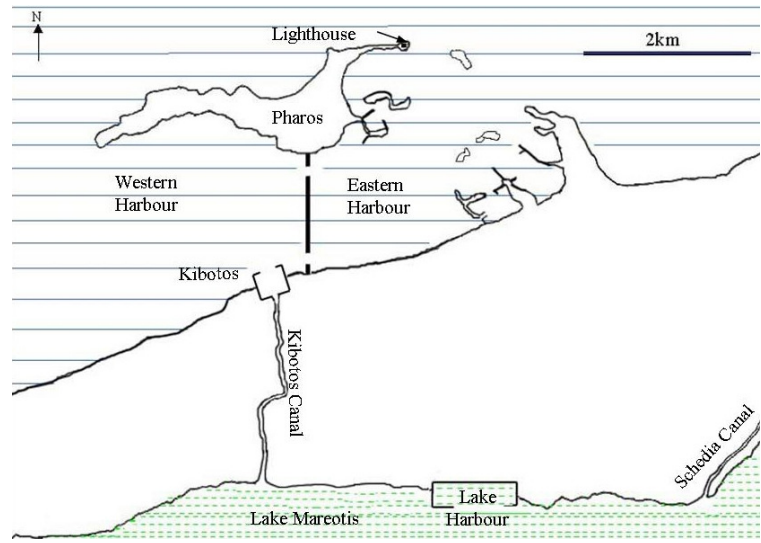 N
Lighthouse
2km
Pharos
Western
Harbour
Eastern
Harbour
Kibotos
Kibotos Canal
Schedia Canal
Lake
Harbour
Lake Mareotis